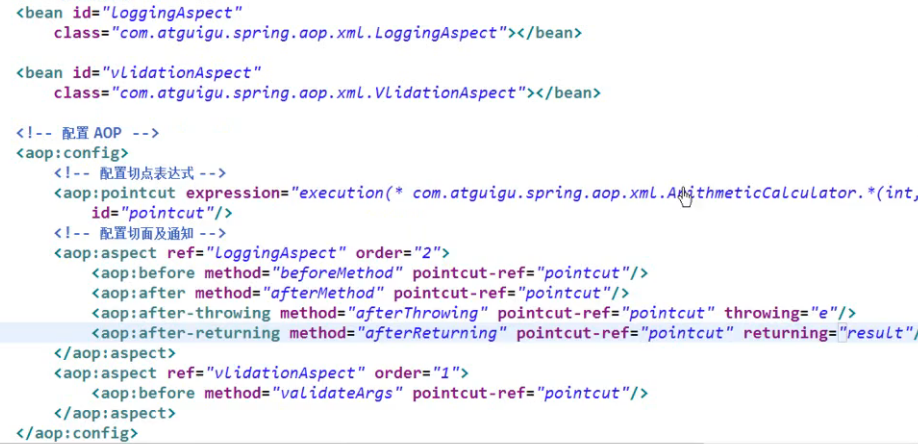 <bean id="loggingAspect"
class="com.atguigu.spring.aop.xml.LoggingAspect"></bean>
<bean id="vlidationAspect"
class="com.atguigu.spring.aop.xml.VlidationAspect"></bean>
<!-- 配置 AOP -->
<aop:config>
<!-- 配置切点表达式 -->
<aop:pointcut expression="execution(* com.atguigu.spring.aop.xml.ArithmeticCalculator.*(int,
id="pointcut"/>
<!-- 配置切面及通知 -->
<aop:aspect ref="loggingAspect" order="2">
<aop:before method="beforeMethod" pointcut-ref="pointcut"/>
<aop:after method="afterMethod" pointcut-ref="pointcut"/>
<aop:after-throwing method="afterThrowing" pointcut-ref="pointcut" throwing="e"/>
<aop:after-returning method="afterReturning" pointcut-ref="pointcut" returning="result"/
</aop:aspect>
<aop:aspect ref="vlidationAspect" order="1">
<aop:before method="validateArgs" pointcut-ref="pointcut"/>
</aop:aspect>
</aop:config>